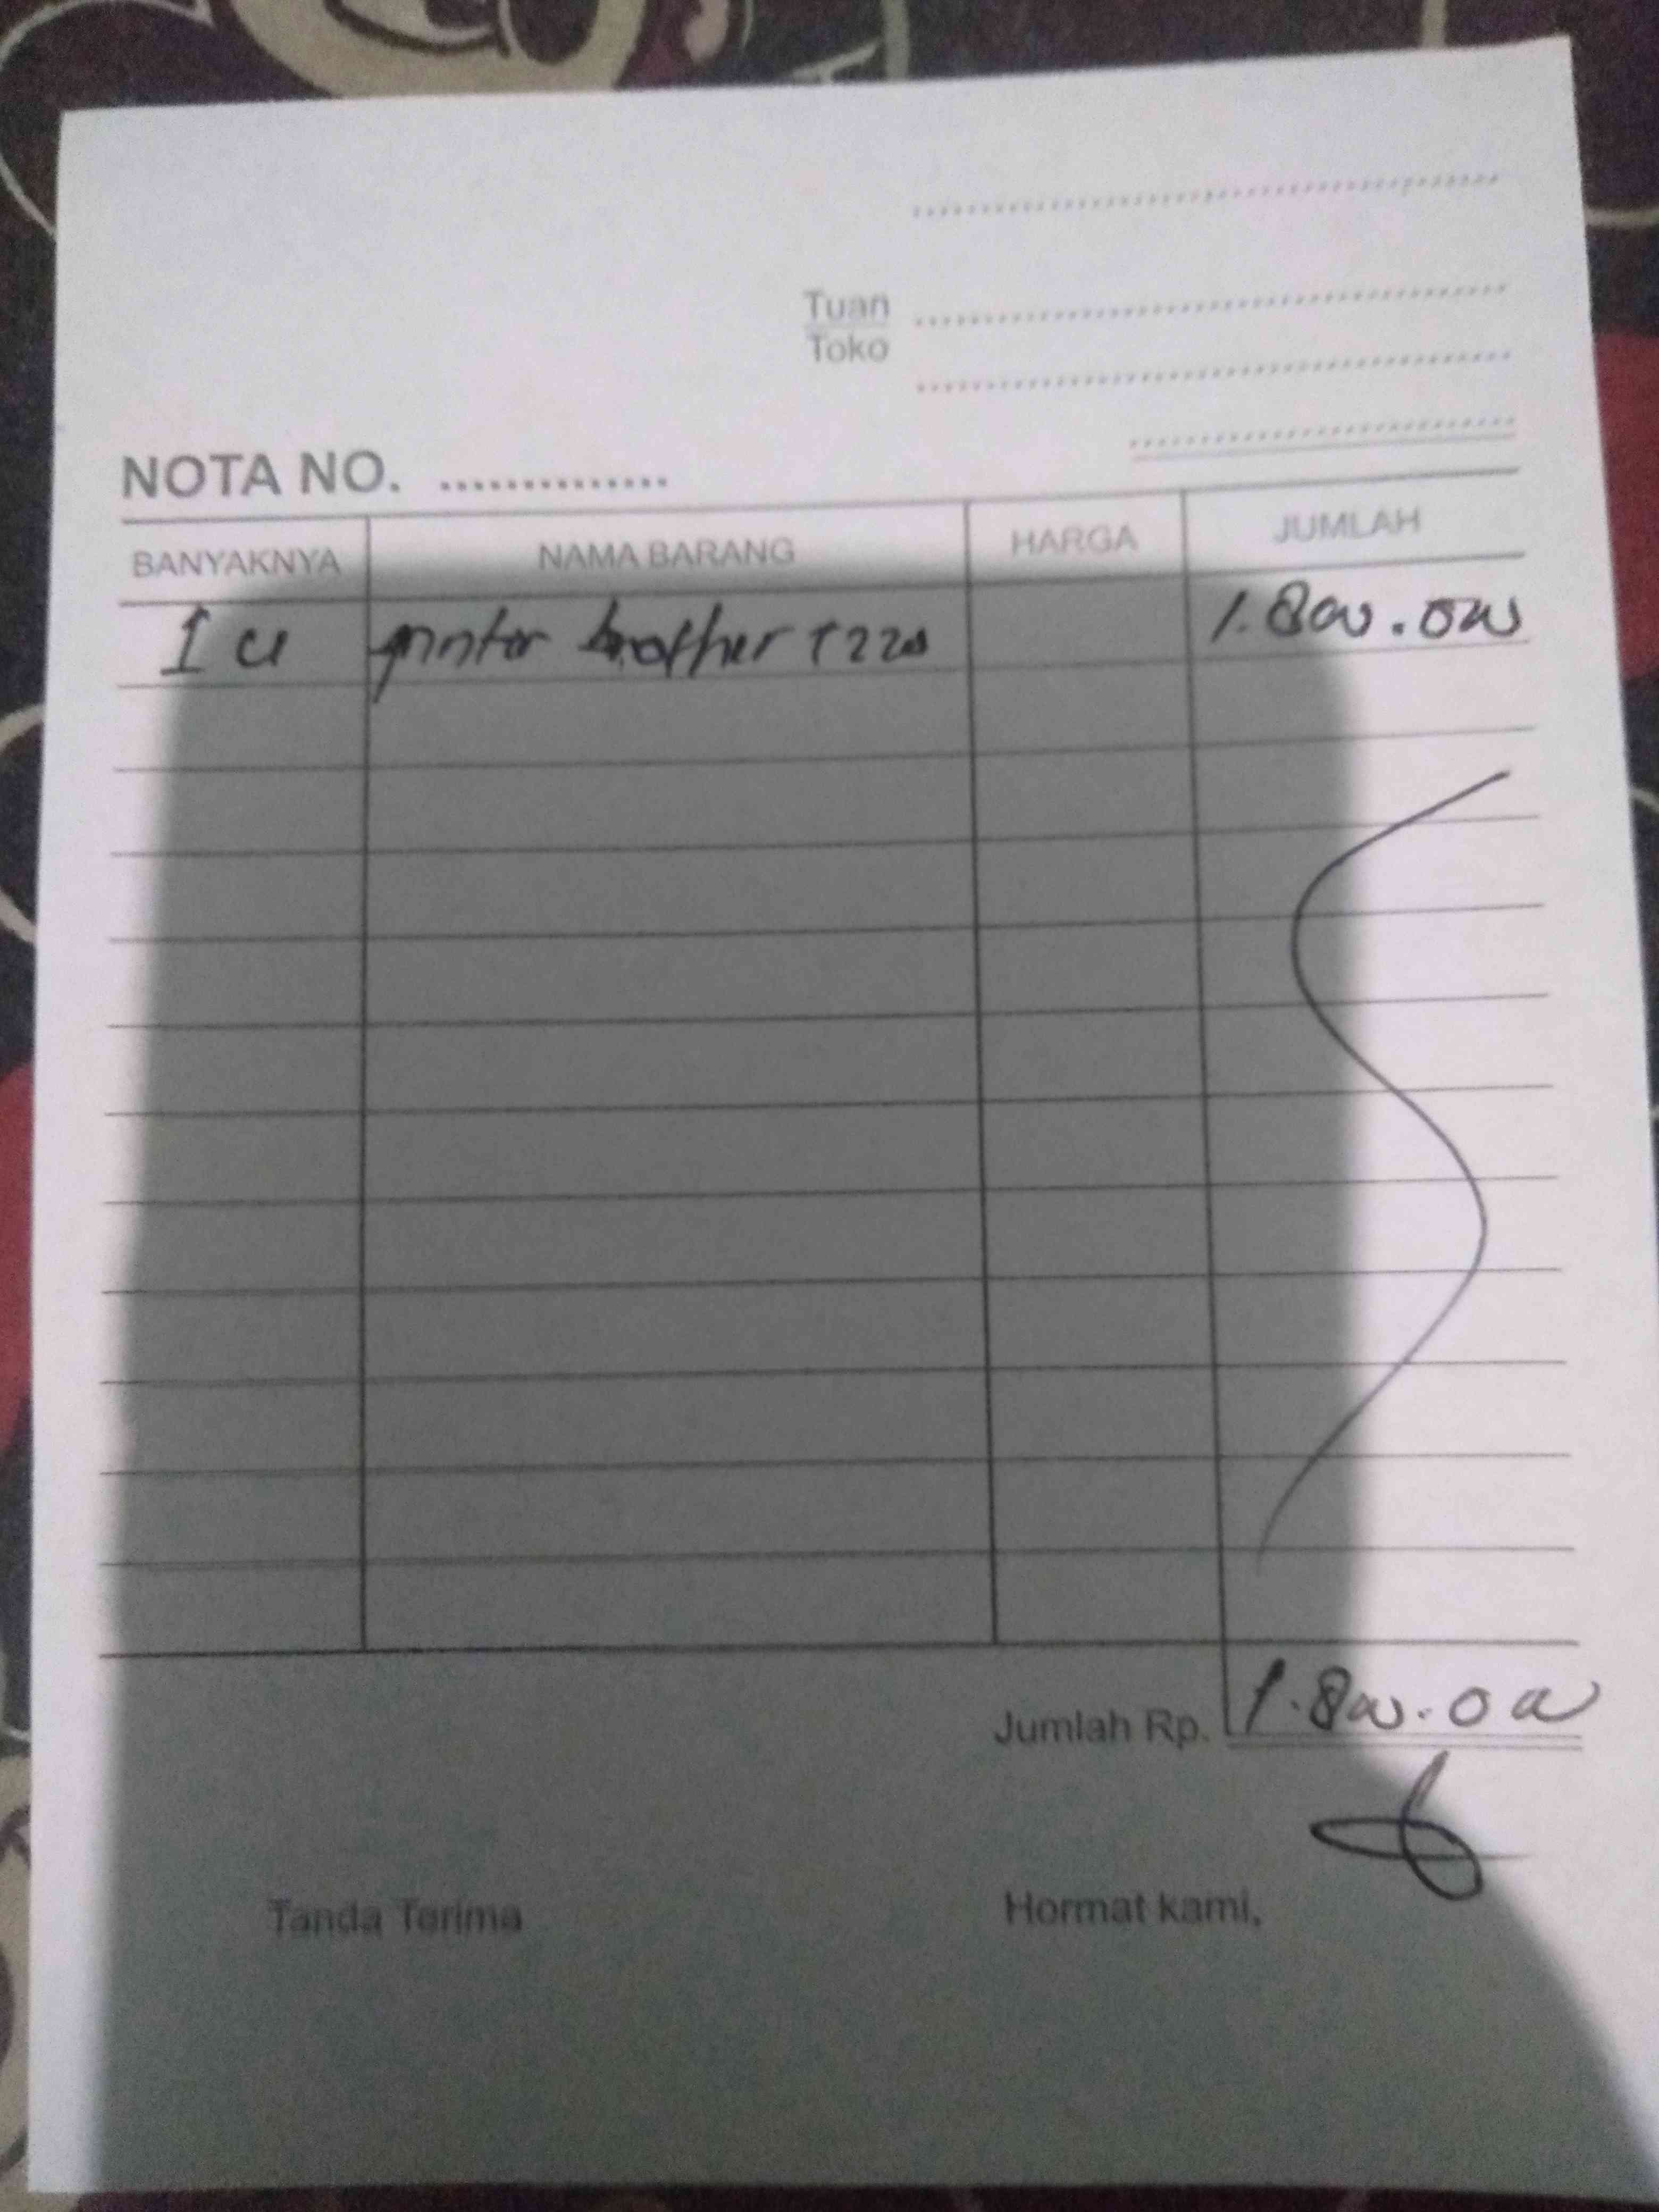 Tuan
Toko
NOTA NO. ..............
BANYAKNYA NAMA BARANG HARGA JUMLAH
1 u printer brother T220 1.800.000
Jumlah Rp. 1.800.000
Tanda Terima Hormat kami,